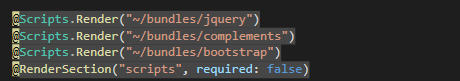 @Scripts.Render("~/bundles/jquery")
@Scripts.Render("~/bundles/complements")
@Scripts.Render("~/bundles/bootstrap")
@RenderSection("scripts", required: false)